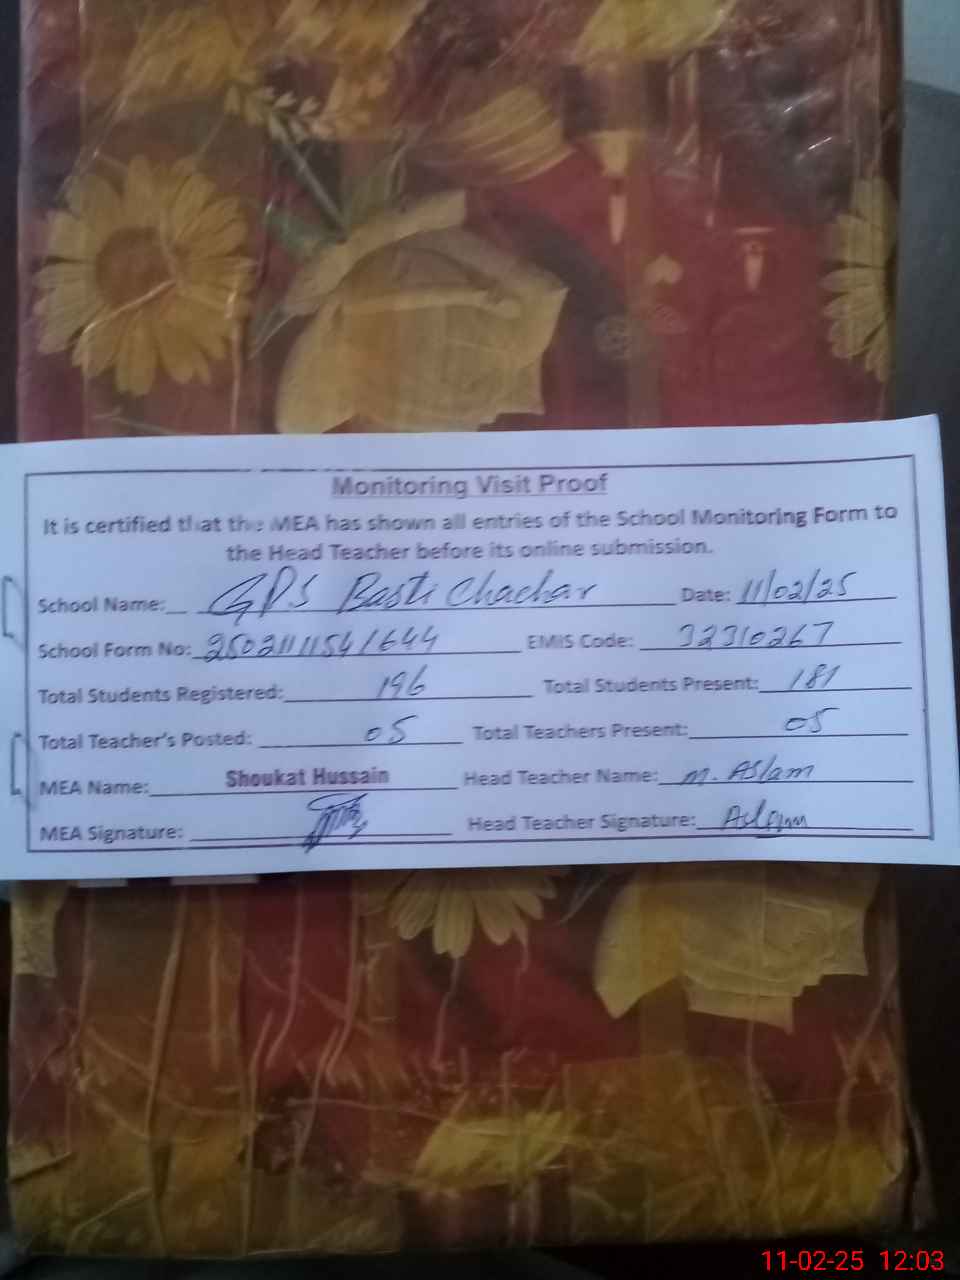 Monitoring Visit Proof
It is certified that the MEA has shown all entries of the School Monitoring Form to
the Head Teacher before its online submission.
School Name: GPS Basti Chachar Date: 11/02/25
School Form No: 2502111541644 EMIS Code: 32310267
Total Students Registered: 196 Total Students Present: 181
Total Teacher's Posted: 05 Total Teachers Present: 05
MEA Name: Shoukat Hussain Head Teacher Name: M. Aslam
MEA Signature: Head Teacher Signature: Aslam
11-02-25 12:03